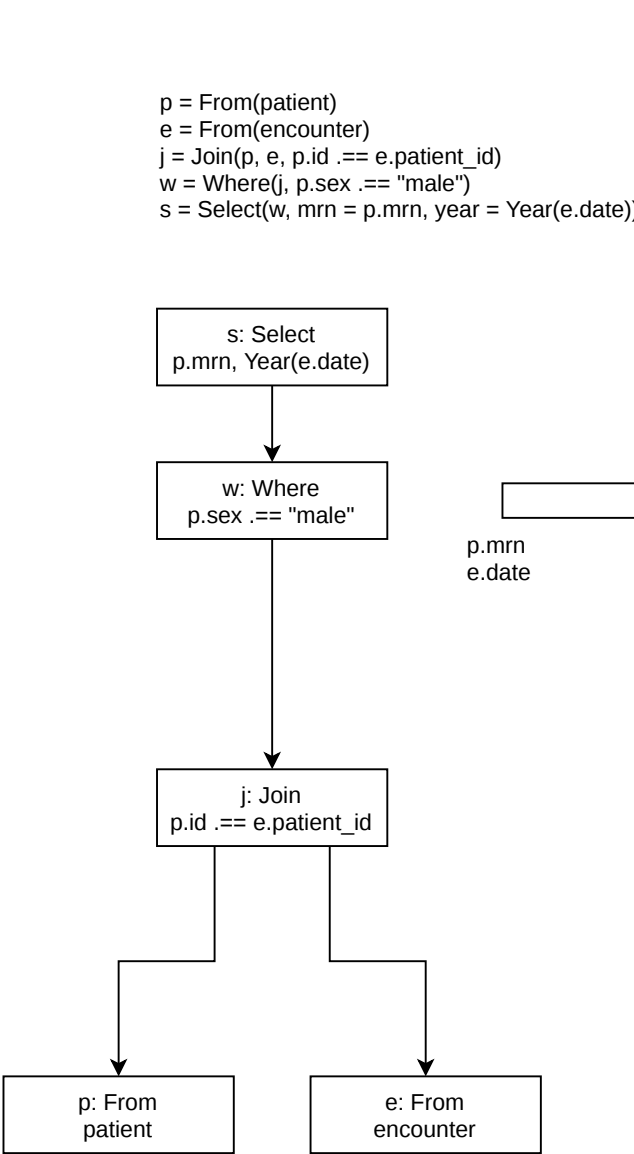 p = From(patient)
e = From(encounter)
j = Join(p, e, p.id .== e.patient_id)
w = Where(j, p.sex .== "male")
s = Select(w, mrn = p.mrn, year = Year(e.date))
s: Select
p.mrn, Year(e.date)
w: Where
p.sex .== "male"
p.mrn
e.date
j: Join
p.id .== e.patient_id
p: From
patient
e: From
encounter